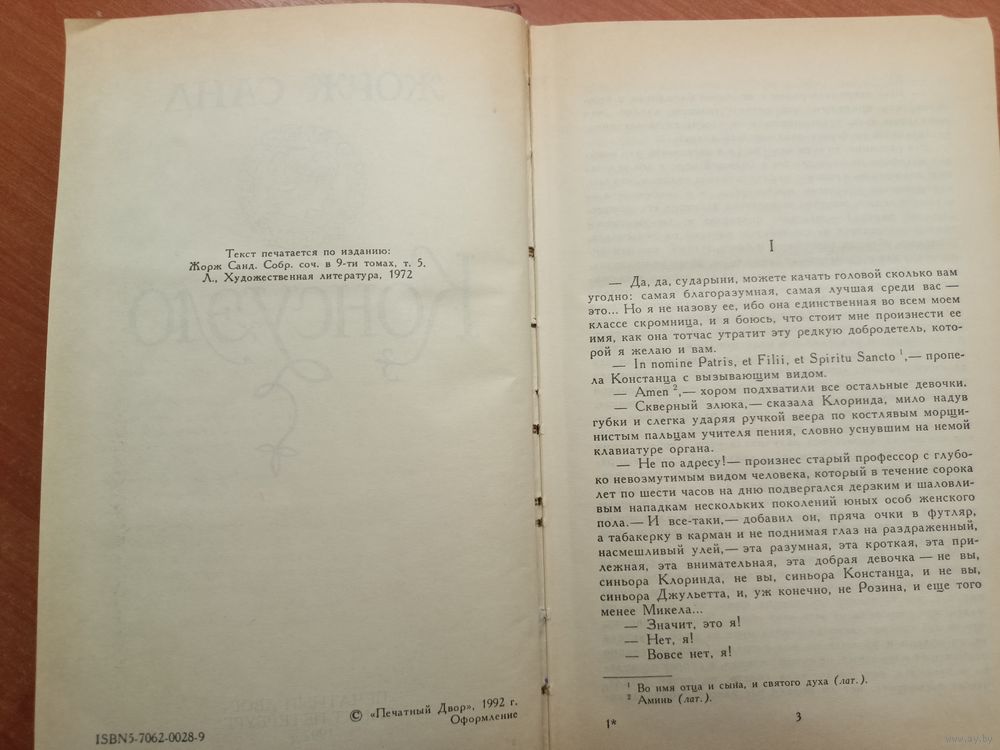 Текст печатается по изданию:
Жорж Санд. Собр. соч. в 9-ти томах, т. 5.
Л., Художественная литература, 1972
© «Печатный Двор», 1992 г.
Оформление
ISBN5-7062-0028-9
I
— Да, да, сударыни, можете качать головой сколько вам
угодно: самая благоразумная, самая лучшая среди вас —
это... Но я не назову ее, ибо она единственная во всем моем
классе скромница, и я боюсь, что стоит мне произнести ее
имя, как она тотчас утратит эту редкую добродетель, кото-
рой я желаю и вам.
— In nomine Patris, et Filii, et Spiritu Sancto ¹,— пропе-
ла Констанца с вызывающим видом.
— Amen ²,— хором подхватили все остальные девочки.
— Скверный злюка,— сказала Клоринда, мило надув
губки и слегка ударяя ручкой веера по костлявым морщи-
нистым пальцам учителя пения, словно уснувшим на немой
клавиатуре органа.
— Не по адресу!— произнес старый профессор с глубо-
ко невозмутимым видом человека, который в течение сорока
лет по шести часов на дню подвергался дерзким и шаловли-
вым нападкам нескольких поколений юных особ женского
пола.— И все-таки,— добавил он, пряча очки в футляр,
а табакерку в карман и не поднимая глаз на раздраженный,
насмешливый улей,— эта разумная, эта кроткая, эта при-
лежная, эта внимательная, эта добрая девочка — не вы,
синьора Клоринда, не вы, синьора Констанца, и не вы,
синьора Джульетта, и, уж конечно, не Розина, и еще того
менее Микела...
— Значит, это я!
— Нет, я!
— Вовсе нет, я!
¹ Во имя отца и сына, и святого духа (лат.).
² Аминь (лат.).
1*
3
www.ay.by